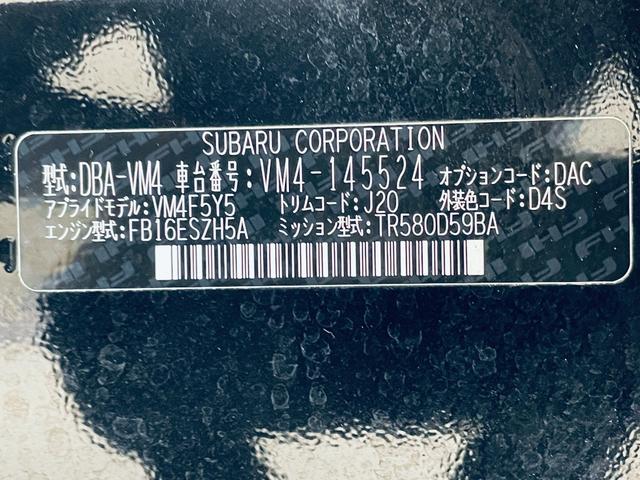 SUBARU CORPORATION
型式:DBA-VM4 車台番号:VM4-145524 オプションコード:DAC
アプライドモデル:VM4F5Y5 トリムコード:J20 外装色コード:D4S
エンジン型式:FB16ESZH5A ミッション型式:TR580D59BA